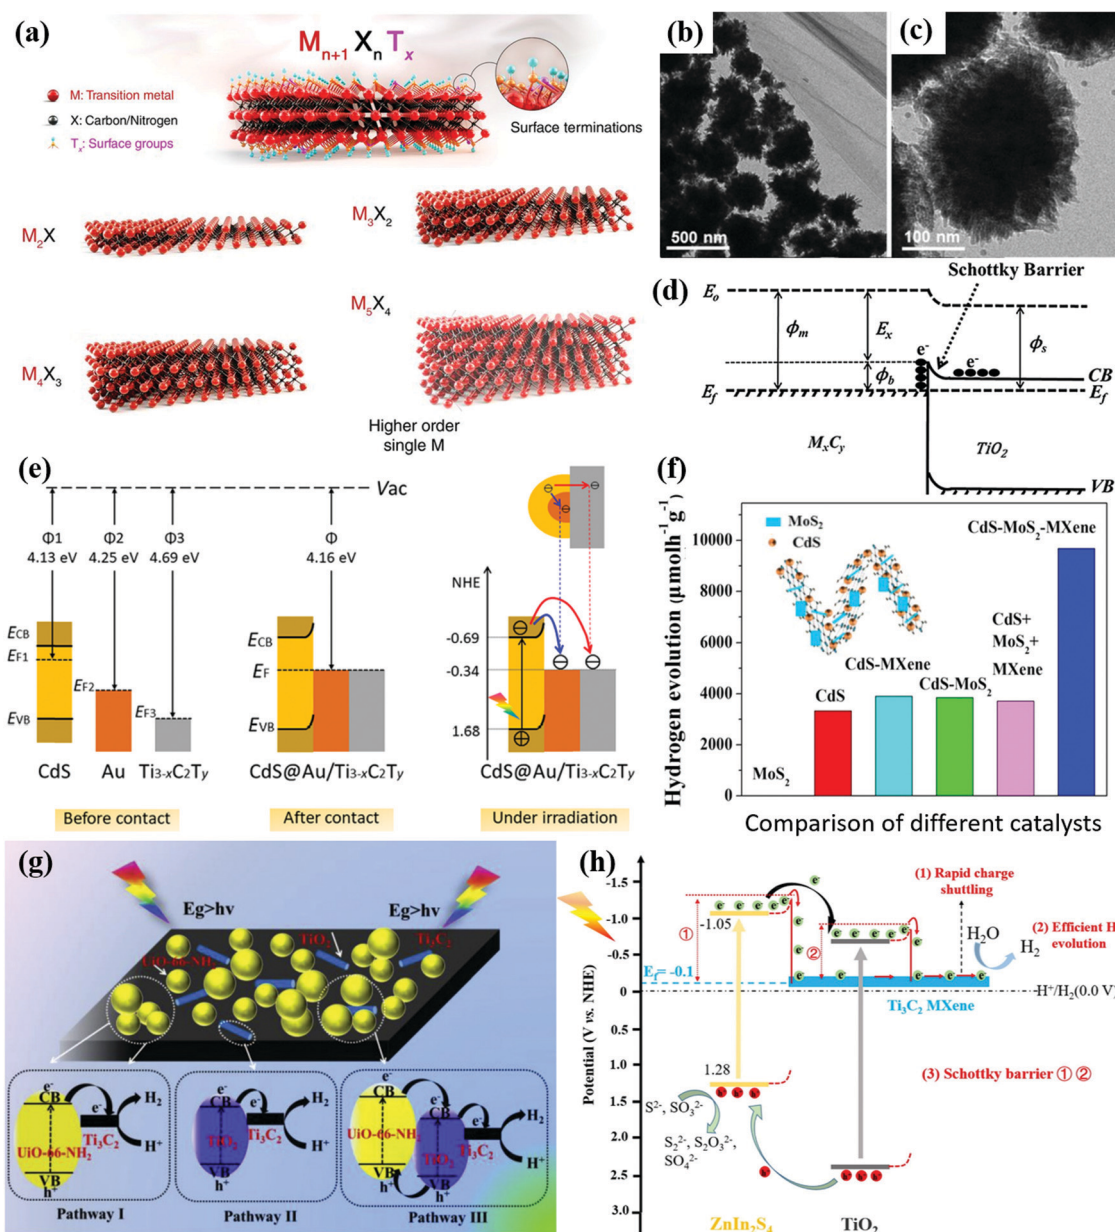 (a)
Mn+1 Xn Tx
M: Transition metal
X: Carbon/Nitrogen
Tx: Surface groups
Surface terminations
M2X
M3X2
M4X3
M5X4
Higher order
single M
(b)
500 nm
(c)
100 nm
(d)
Schottky Barrier
Eo
ϕm
Ex
ϕs
e-
e-
ϕb
CB
Ef
Ef
MxCy
TiO2
VB
(e)
Vac
Φ1
4.13 eV
Φ2
4.25 eV
Φ3
4.69 eV
Φ
4.16 eV
NHE
ECB
EF1
EF2
EF3
EVB
ECB
EF
EVB
-0.69
-0.34
1.68
CdS
Au
Ti3-xC2Ty
CdS@Au/Ti3-xC2Ty
CdS@Au/Ti3-xC2Ty
Before contact
After contact
Under irradiation
(f)
Hydrogen evolution (μmolh-1g-1)
10000
8000
6000
4000
2000
0
MoS2
CdS
CdS-MoS2-MXene
CdS+
MoS2+
MXene
CdS-MXene
CdS-MoS2
CdS
MoS2
Comparison of different catalysts
(g)
Eg>hv
Eg>hv
TiO2
Ti3C2
UiO-66-NH2
e-
CB
e-
H2
Ti3C2
H+
UiO-66-NH2
VB
h+
Pathway I
CB
e-
H2
Ti3C2
TiO2
H+
VB
h+
Pathway II
e-
CB
e-
CB
e-
H2
UiO-66-NH2
Ti3C2
TiO2
H+
VB
h+
VB
h+
Pathway III
(h)
Potential (V vs. NHE)
-1.5
-1.0
-0.5
0
0.5
1.0
1.5
2.0
2.5
3.0
-1.05
①
②
Ef= -0.1
(1) Rapid charge
shuttling
(2) Efficient H
evolution
H2O
H2
H+/H2(0.0 V)
Ti3C2 MXene
1.28
(3) Schottky barrier ① ②
S2-, SO32-
S22-, S2O32-,
SO42-
ZnIn2S4
TiO2